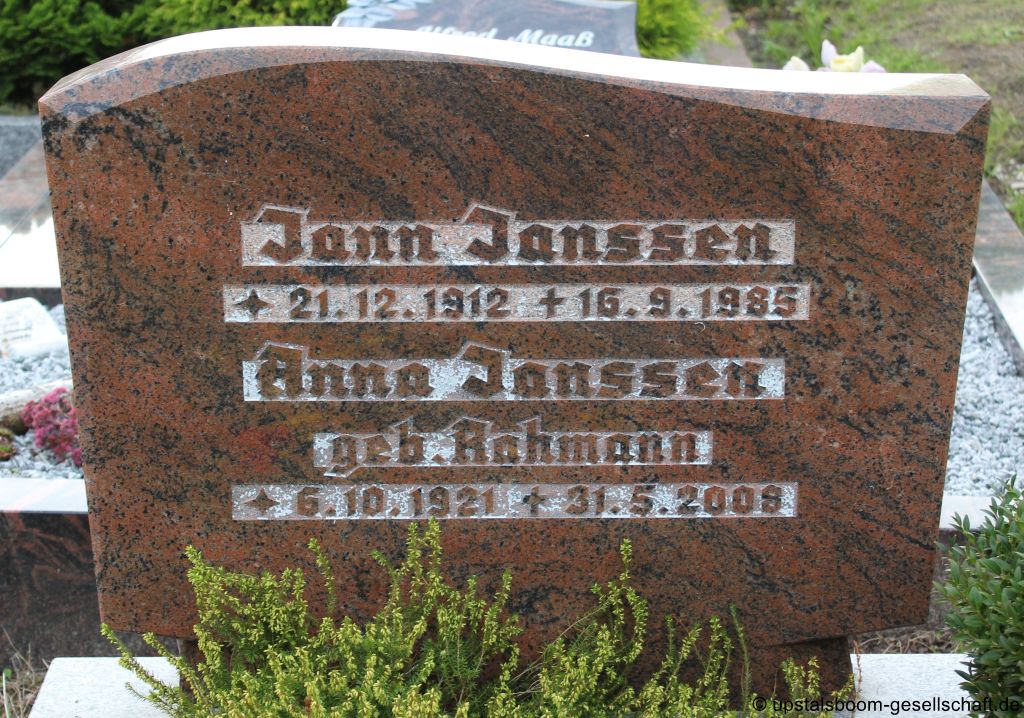 Alfred Maaß
Jann Janssen
21.12.1912 16.9.1985
Anna Janssen
geb. Rahmann
6.10.1921 31.5.2008
© upstalsboom-gesellschaft.de